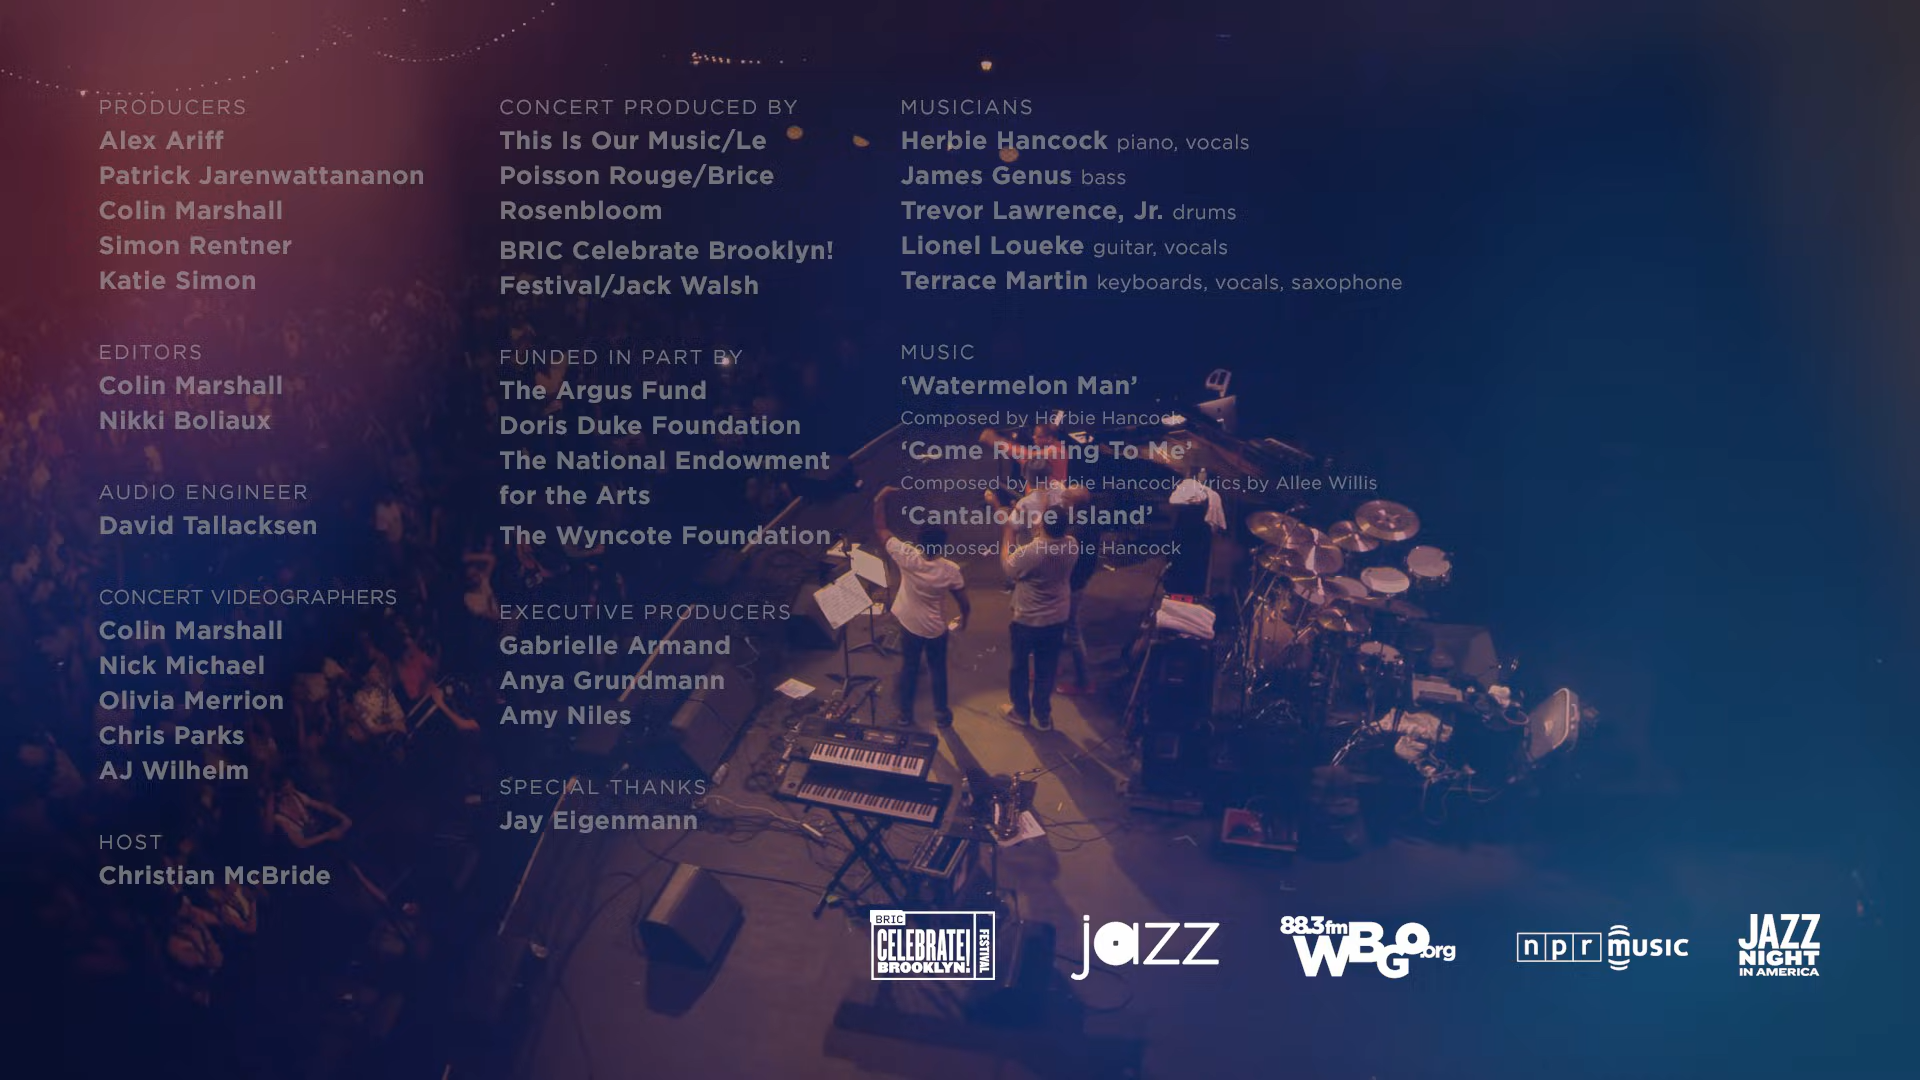 PRODUCERS
Alex Ariff
Patrick Jarenwattananon
Colin Marshall
Simon Rentner
Katie Simon
EDITORS
Colin Marshall
Nikki Boliaux
AUDIO ENGINEER
David Tallacksen
CONCERT VIDEOGRAPHERS
Colin Marshall
Nick Michael
Olivia Merrion
Chris Parks
AJ Wilhelm
HOST
Christian McBride
CONCERT PRODUCED BY
This Is Our Music/Le
Poisson Rouge/Brice
Rosenbloom
BRIC Celebrate Brooklyn!
Festival/Jack Walsh
FUNDED IN PART BY
The Argus Fund
Doris Duke Foundation
The National Endowment
for the Arts
The Wyncote Foundation
EXECUTIVE PRODUCERS
Gabrielle Armand
Anya Grundmann
Amy Niles
SPECIAL THANKS
Jay Eigenmann
MUSICIANS
Herbie Hancock piano, vocals
James Genus bass
Trevor Lawrence, Jr. drums
Lionel Loueke guitar, vocals
Terrace Martin keyboards, vocals, saxophone
MUSIC
‘Watermelon Man’
Composed by Herbie Hancock
‘Come Running To Me’
Composed by Herbie Hancock, lyrics by Allee Willis
‘Cantaloupe Island’
Composed by Herbie Hancock
BRIC
CELEBRATE!
BROOKLYN!
FESTIVAL
jazz
88.3fm
WBGO.org
npr music
JAZZ
NIGHT
IN AMERICA